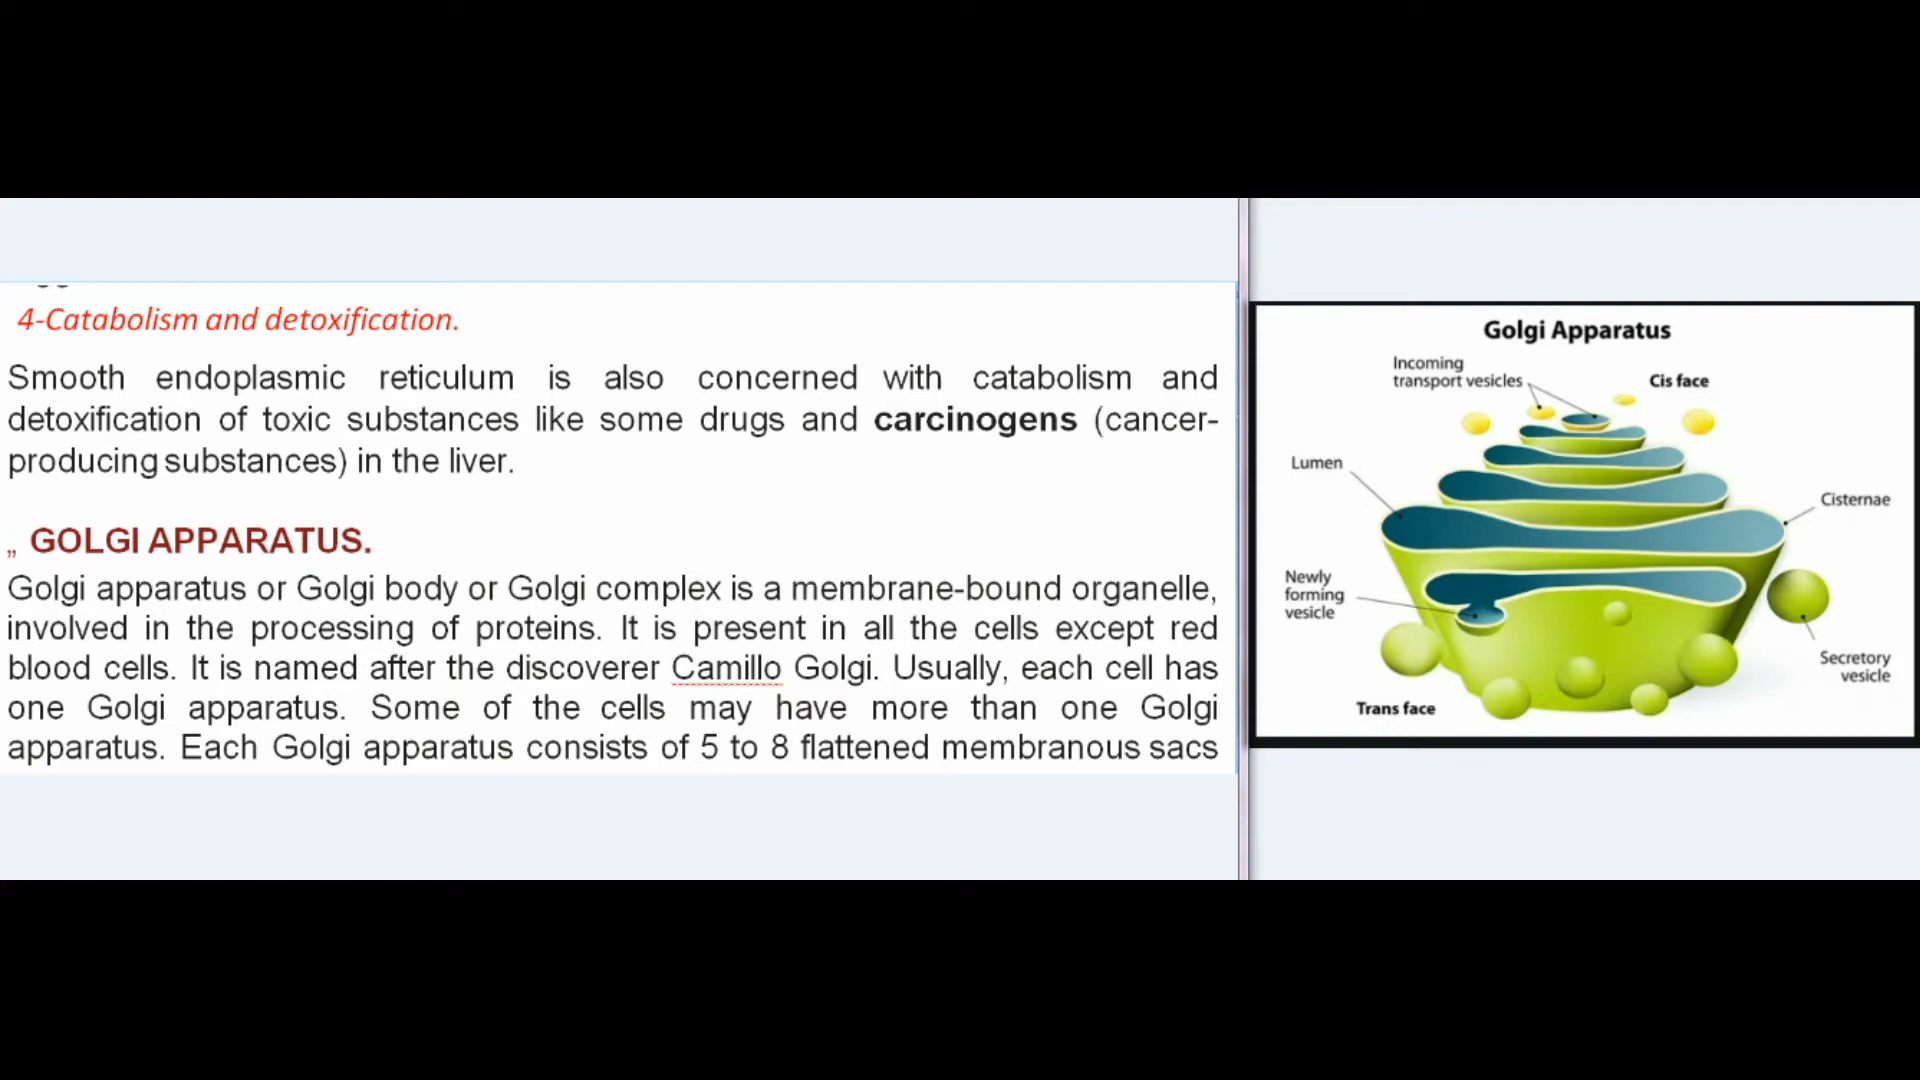 4-Catabolism and detoxification.
Smooth endoplasmic reticulum is also concerned with catabolism and
detoxification of toxic substances like some drugs and carcinogens (cancer-
producing substances) in the liver.
„ GOLGI APPARATUS.
Golgi apparatus or Golgi body or Golgi complex is a membrane-bound organelle,
involved in the processing of proteins. It is present in all the cells except red
blood cells. It is named after the discoverer Camillo Golgi. Usually, each cell has
one Golgi apparatus. Some of the cells may have more than one Golgi
apparatus. Each Golgi apparatus consists of 5 to 8 flattened membranous sacs
Golgi Apparatus
Incoming
transport vesicles
Cis face
Lumen
Cisternae
Newly
forming
vesicle
Secretory
vesicle
Trans face